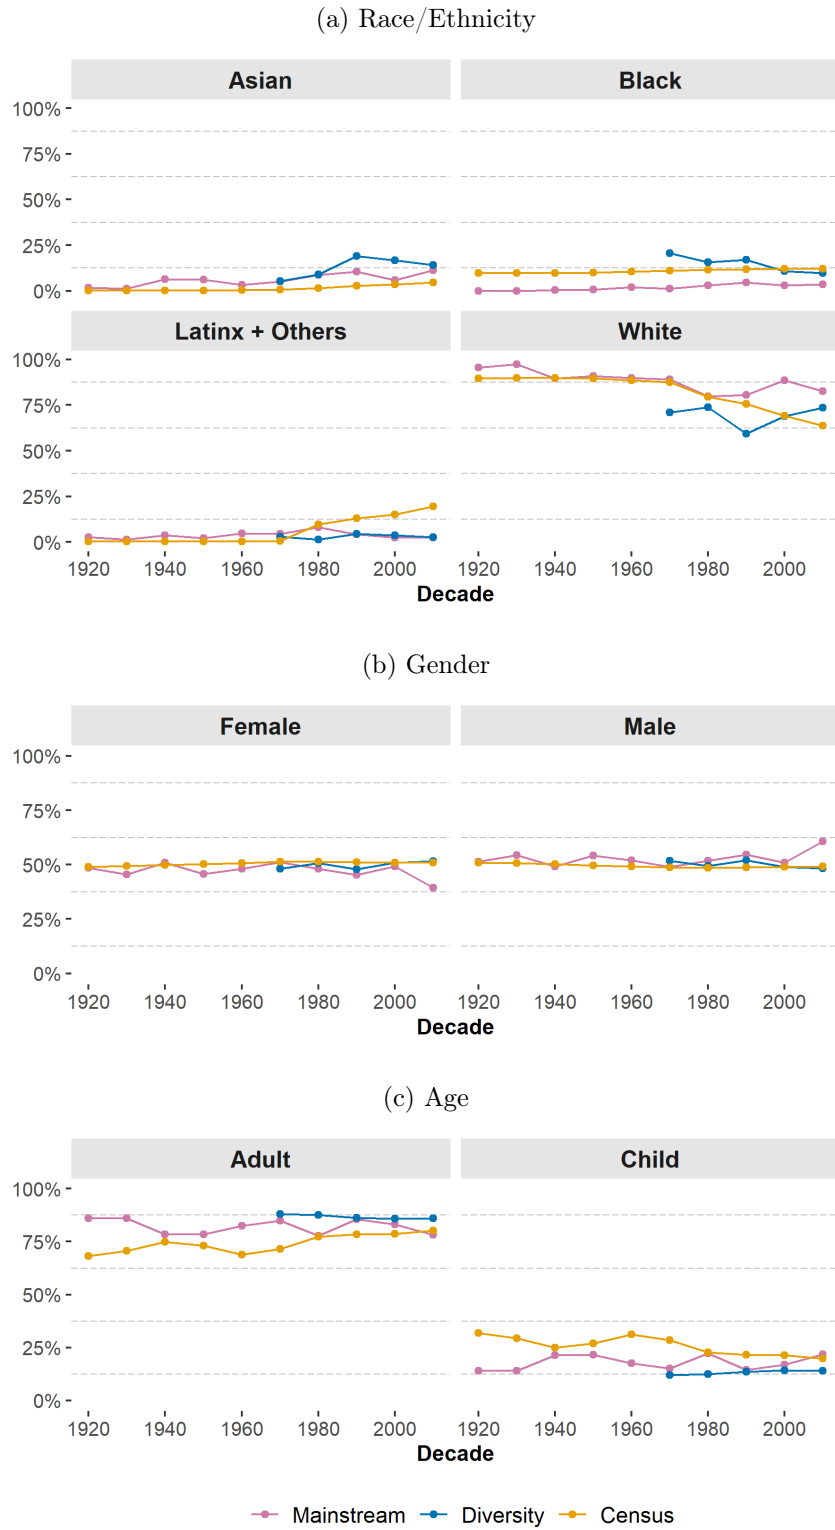 (a) Race/Ethnicity
Asian Black
100%
75%
50%
25%
0%
Latinx + Others White
100%
75%
50%
25%
0%
1920 1940 1960 1980 2000 1920 1940 1960 1980 2000
Decade
(b) Gender
Female Male
100%
75%
50%
25%
0%
1920 1940 1960 1980 2000 1920 1940 1960 1980 2000
Decade
(c) Age
Adult Child
100%
75%
50%
25%
0%
1920 1940 1960 1980 2000 1920 1940 1960 1980 2000
Decade
Mainstream Diversity Census